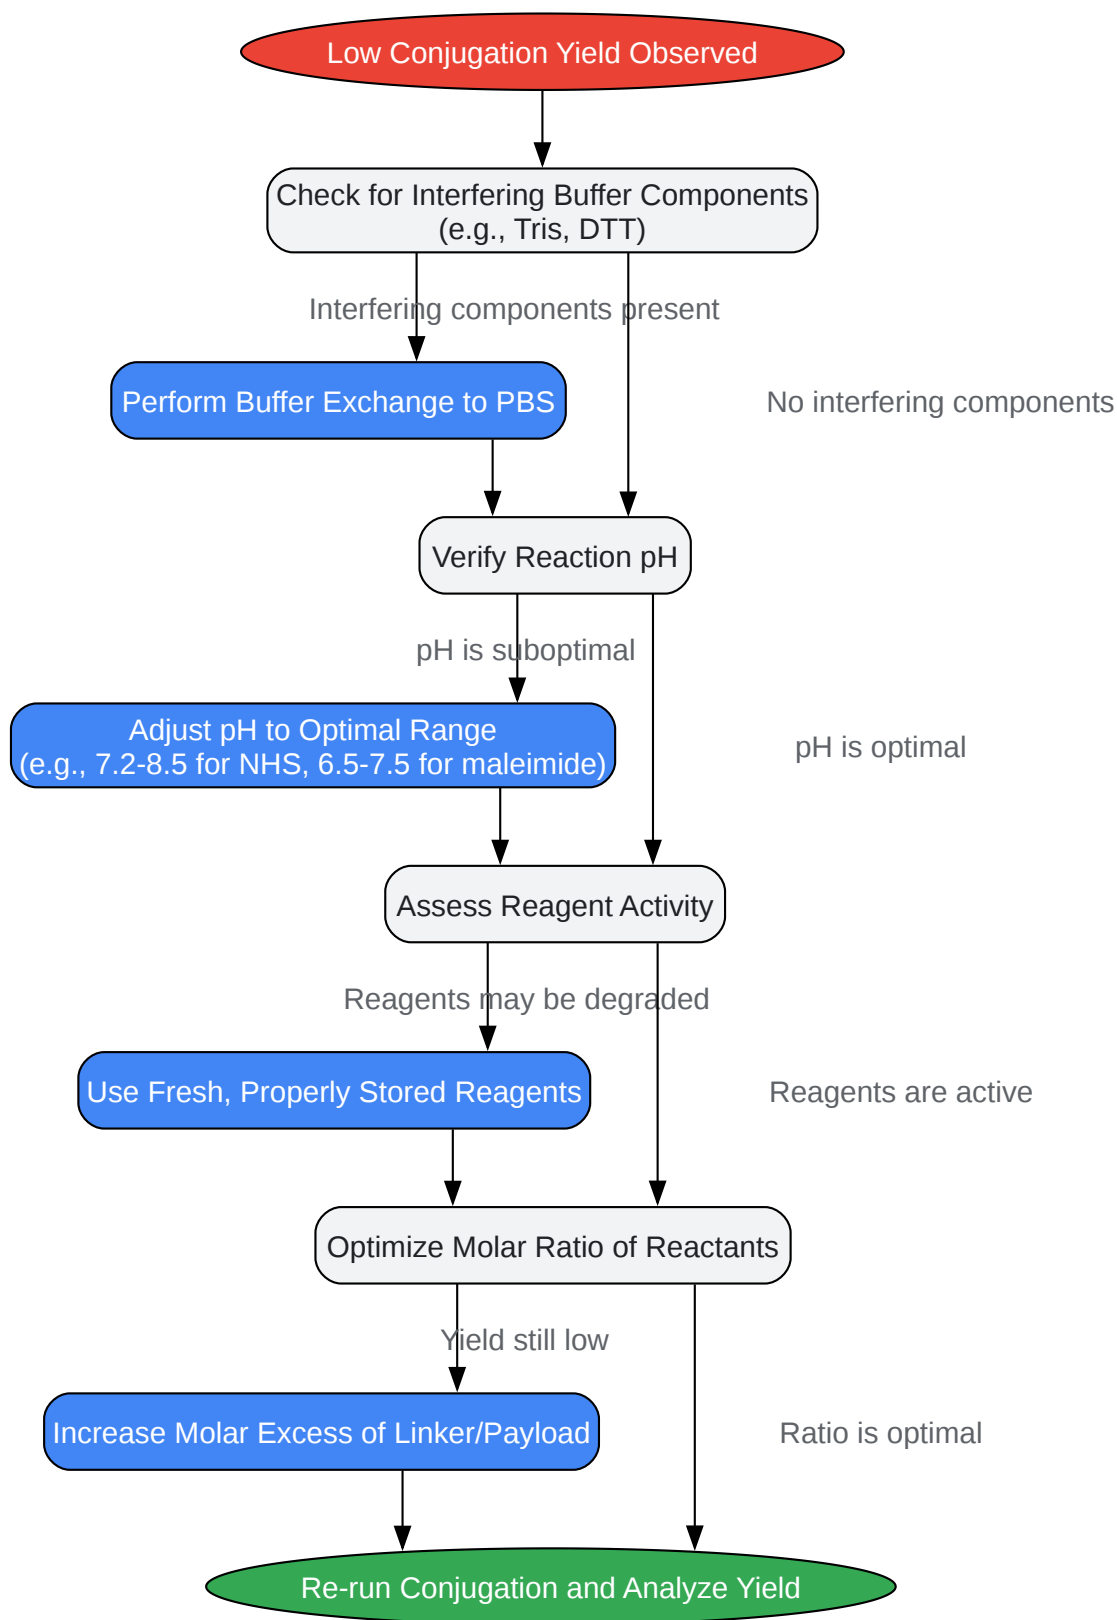 Low Conjugation Yield Observed
Check for Interfering Buffer Components
(e.g., Tris, DTT)
Interfering components present
Perform Buffer Exchange to PBS
No interfering components
Verify Reaction pH
pH is suboptimal
Adjust pH to Optimal Range
(e.g., 7.2-8.5 for NHS, 6.5-7.5 for maleimide)
pH is optimal
Assess Reagent Activity
Reagents may be degraded
Use Fresh, Properly Stored Reagents
Reagents are active
Optimize Molar Ratio of Reactants
Yield still low
Increase Molar Excess of Linker/Payload
Ratio is optimal
Re-run Conjugation and Analyze Yield